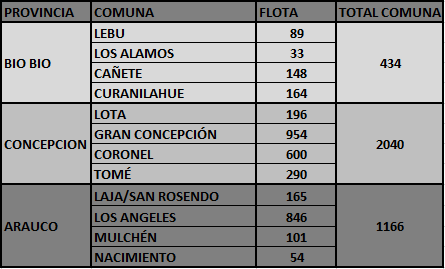 PROVINCIA COMUNA FLOTA TOTAL COMUNA
BIO BIO LEBU 89 434
LOS ALAMOS 33
CAÑETE 148
CURANILAHUE 164
CONCEPCION LOTA 196 2040
GRAN CONCEPCIÓN 954
CORONEL 600
TOMÉ 290
ARAUCO LAJA/SAN ROSENDO 165 1166
LOS ANGELES 846
MULCHÉN 101
NACIMIENTO 54